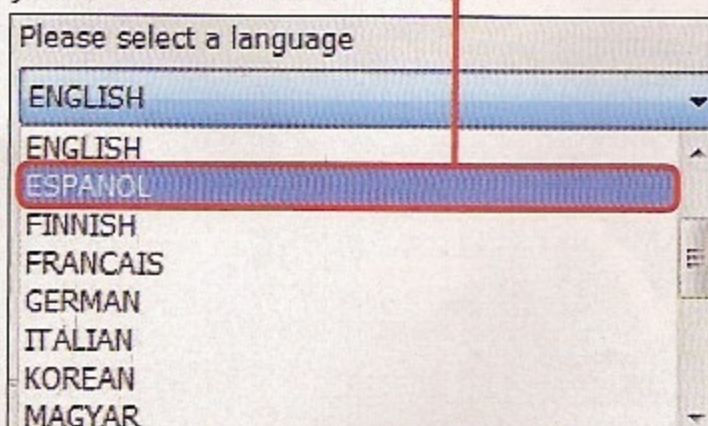 Please select a language
ENGLISH
ENGLISH
ESPANOL
FINNISH
FRANCAIS
GERMAN
ITALIAN
KOREAN
MAGYAR